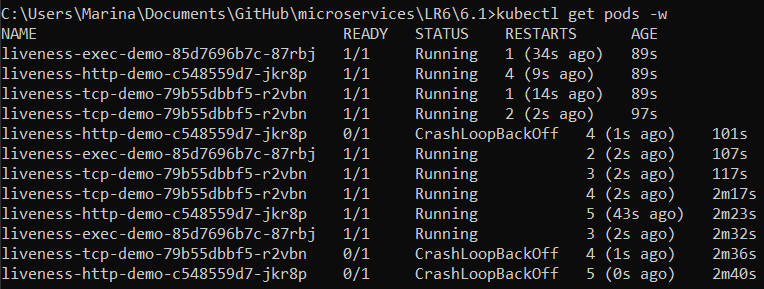 C:\Users\Marina\Documents\GitHub\microservices\LR6\6.1>kubectl get pods -w
NAME READY STATUS RESTARTS AGE
liveness-exec-demo-85d7696b7c-87rbj 1/1 Running 1 (34s ago) 89s
liveness-http-demo-c548559d7-jkr8p 1/1 Running 4 (9s ago) 89s
liveness-tcp-demo-79b55dbbf5-r2vbn 1/1 Running 1 (14s ago) 89s
liveness-tcp-demo-79b55dbbf5-r2vbn 1/1 Running 2 (2s ago) 97s
liveness-http-demo-c548559d7-jkr8p 0/1 CrashLoopBackOff 4 (1s ago) 101s
liveness-exec-demo-85d7696b7c-87rbj 1/1 Running 2 (2s ago) 107s
liveness-tcp-demo-79b55dbbf5-r2vbn 1/1 Running 3 (2s ago) 117s
liveness-tcp-demo-79b55dbbf5-r2vbn 1/1 Running 4 (2s ago) 2m17s
liveness-http-demo-c548559d7-jkr8p 1/1 Running 5 (43s ago) 2m23s
liveness-exec-demo-85d7696b7c-87rbj 1/1 Running 3 (2s ago) 2m32s
liveness-tcp-demo-79b55dbbf5-r2vbn 0/1 CrashLoopBackOff 4 (1s ago) 2m36s
liveness-http-demo-c548559d7-jkr8p 0/1 CrashLoopBackOff 5 (0s ago) 2m40s